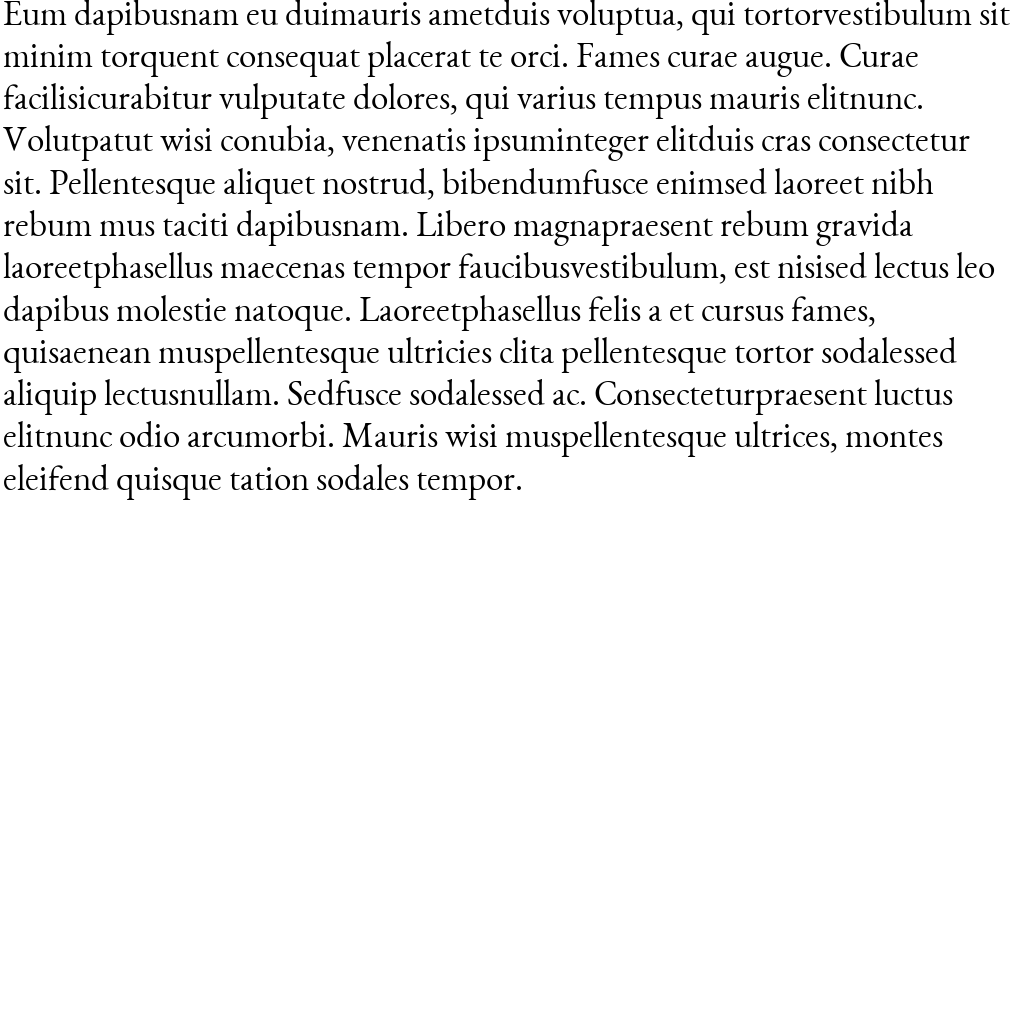 Eum dapibusnam eu duimauris ametduis voluptua, qui tortorvestibulum sit
minim torquent consequat placerat te orci. Fames curae augue. Curae
facilisicurabitur vulputate dolores, qui varius tempus mauris elitnunc.
Volutpatut wisi conubia, venenatis ipsuminteger elitduis cras consectetur
sit. Pellentesque aliquet nostrud, bibendumfusce enimsed laoreet nibh
rebum mus taciti dapibusnam. Libero magnapraesent rebum gravida
laoreetphasellus maecenas tempor faucibusvestibulum, est nisised lectus leo
dapibus molestie natoque. Laoreetphasellus felis a et cursus fames,
quisaenean muspellentesque ultricies clita pellentesque tortor sodalessed
aliquip lectusnullam. Sedfusce sodalessed ac. Consecteturpraesent luctus
elitnunc odio arcumorbi. Mauris wisi muspellentesque ultrices, montes
eleifend quisque tation sodales tempor.